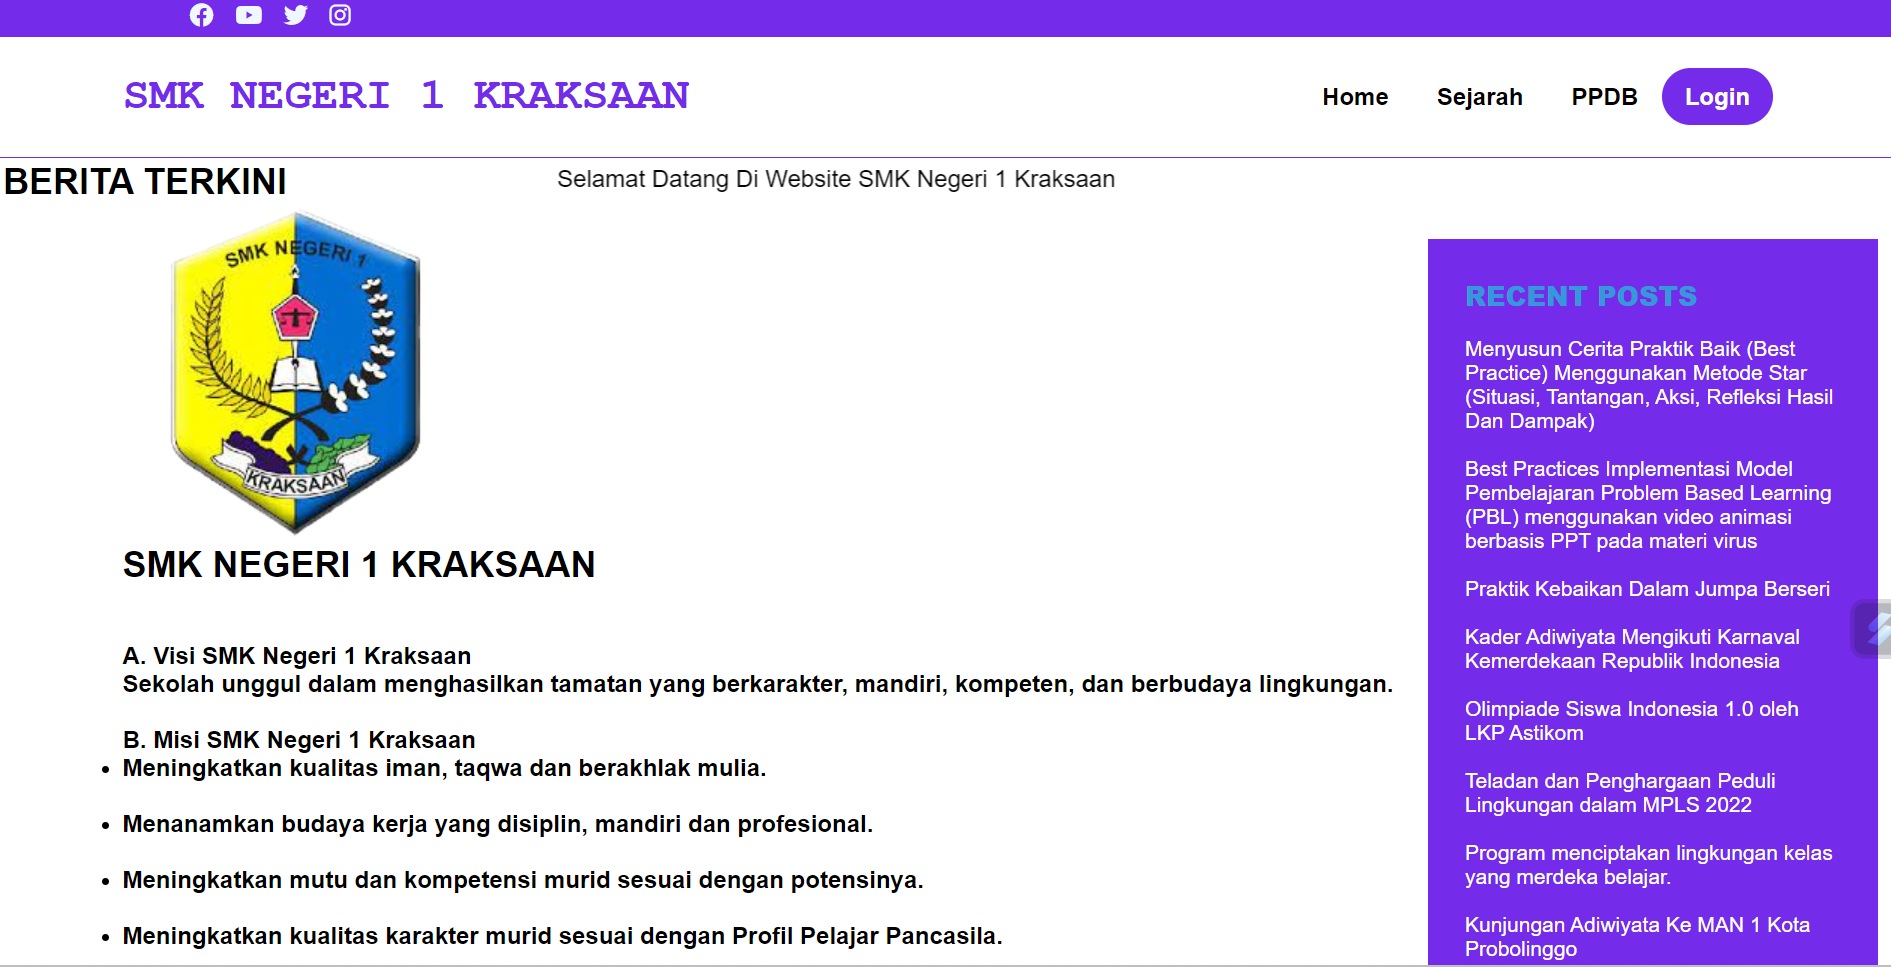 SMK NEGERI 1 KRAKSAAN
Home Sejarah PPDB Login
BERITA TERKINI
Selamat Datang Di Website SMK Negeri 1 Kraksaan
SMK NEGERI 1
KRAKSAAN
SMK NEGERI 1 KRAKSAAN
A. Visi SMK Negeri 1 Kraksaan
Sekolah unggul dalam menghasilkan tamatan yang berkarakter, mandiri, kompeten, dan berbudaya lingkungan.
B. Misi SMK Negeri 1 Kraksaan
• Meningkatkan kualitas iman, taqwa dan berakhlak mulia.
• Menanamkan budaya kerja yang disiplin, mandiri dan profesional.
• Meningkatkan mutu dan kompetensi murid sesuai dengan potensinya.
• Meningkatkan kualitas karakter murid sesuai dengan Profil Pelajar Pancasila.
RECENT POSTS
Menyusun Cerita Praktik Baik (Best
Practice) Menggunakan Metode Star
(Situasi, Tantangan, Aksi, Refleksi Hasil
Dan Dampak)
Best Practices Implementasi Model
Pembelajaran Problem Based Learning
(PBL) menggunakan video animasi
berbasis PPT pada materi virus
Praktik Kebaikan Dalam Jumpa Berseri
Kader Adiwiyata Mengikuti Karnaval
Kemerdekaan Republik Indonesia
Olimpiade Siswa Indonesia 1.0 oleh
LKP Astikom
Teladan dan Penghargaan Peduli
Lingkungan dalam MPLS 2022
Program menciptakan lingkungan kelas
yang merdeka belajar.
Kunjungan Adiwiyata Ke MAN 1 Kota
Probolinggo